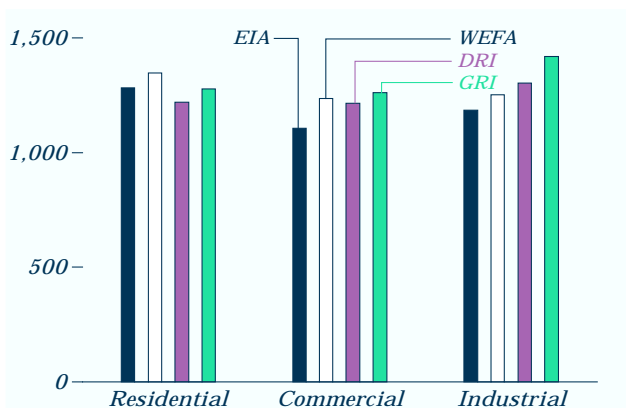 1,500
EIA
WEFA
DRI
GRI
1,000
500
0
Residential
Commercial
Industrial